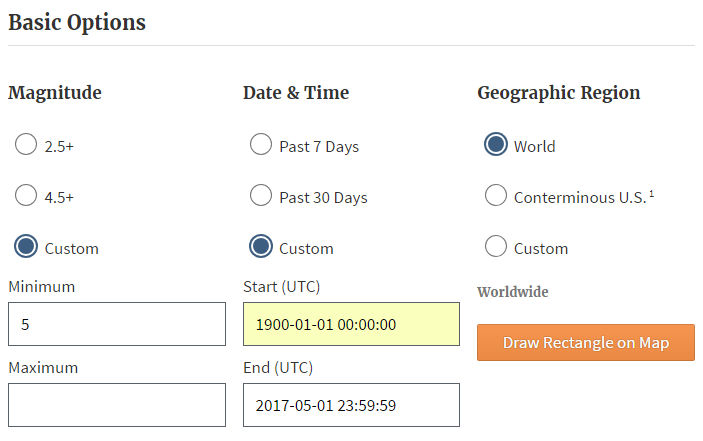 Basic Options
Magnitude
2.5+
4.5+
Custom
Minimum
5
Maximum
Date & Time
Past 7 Days
Past 30 Days
Custom
Start (UTC)
1900-01-01 00:00:00
End (UTC)
2017-05-01 23:59:59
Geographic Region
World
Conterminous U.S. 1
Custom
Worldwide
Draw Rectangle on Map